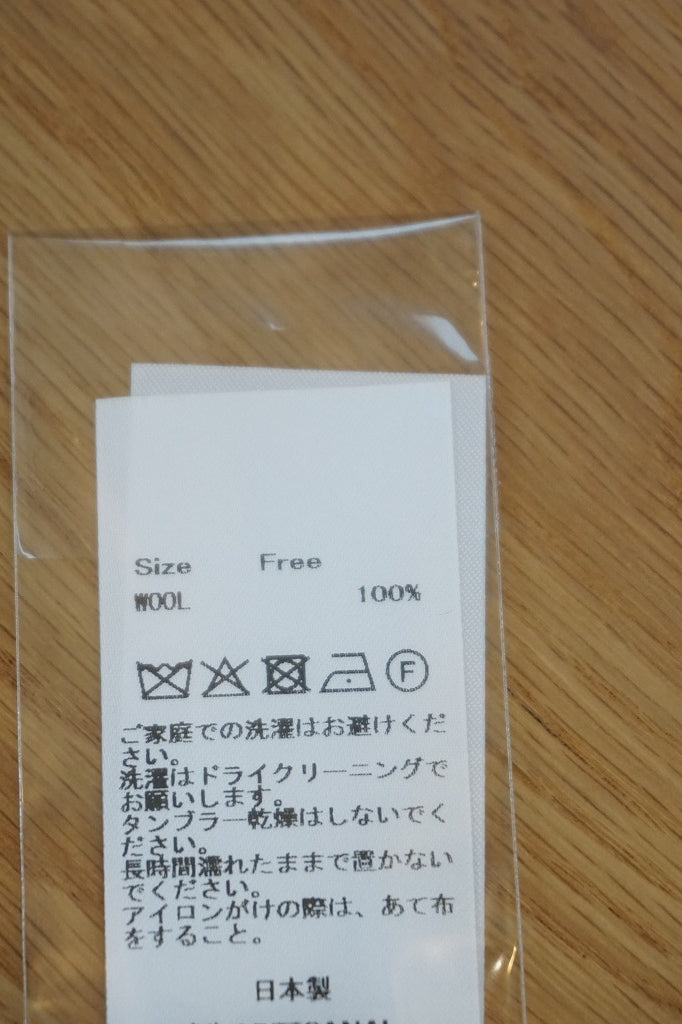 Size Free
WOOL 100%
F
ご家庭での洗濯はお避けくだ
さい。
洗濯はドライクリーニングで
お願いします。
タンブラー乾燥はしないでく
ださい。
長時間濡れたままで置かない
でください。
アイロンがけの際は、あて布
をすること。
日本製